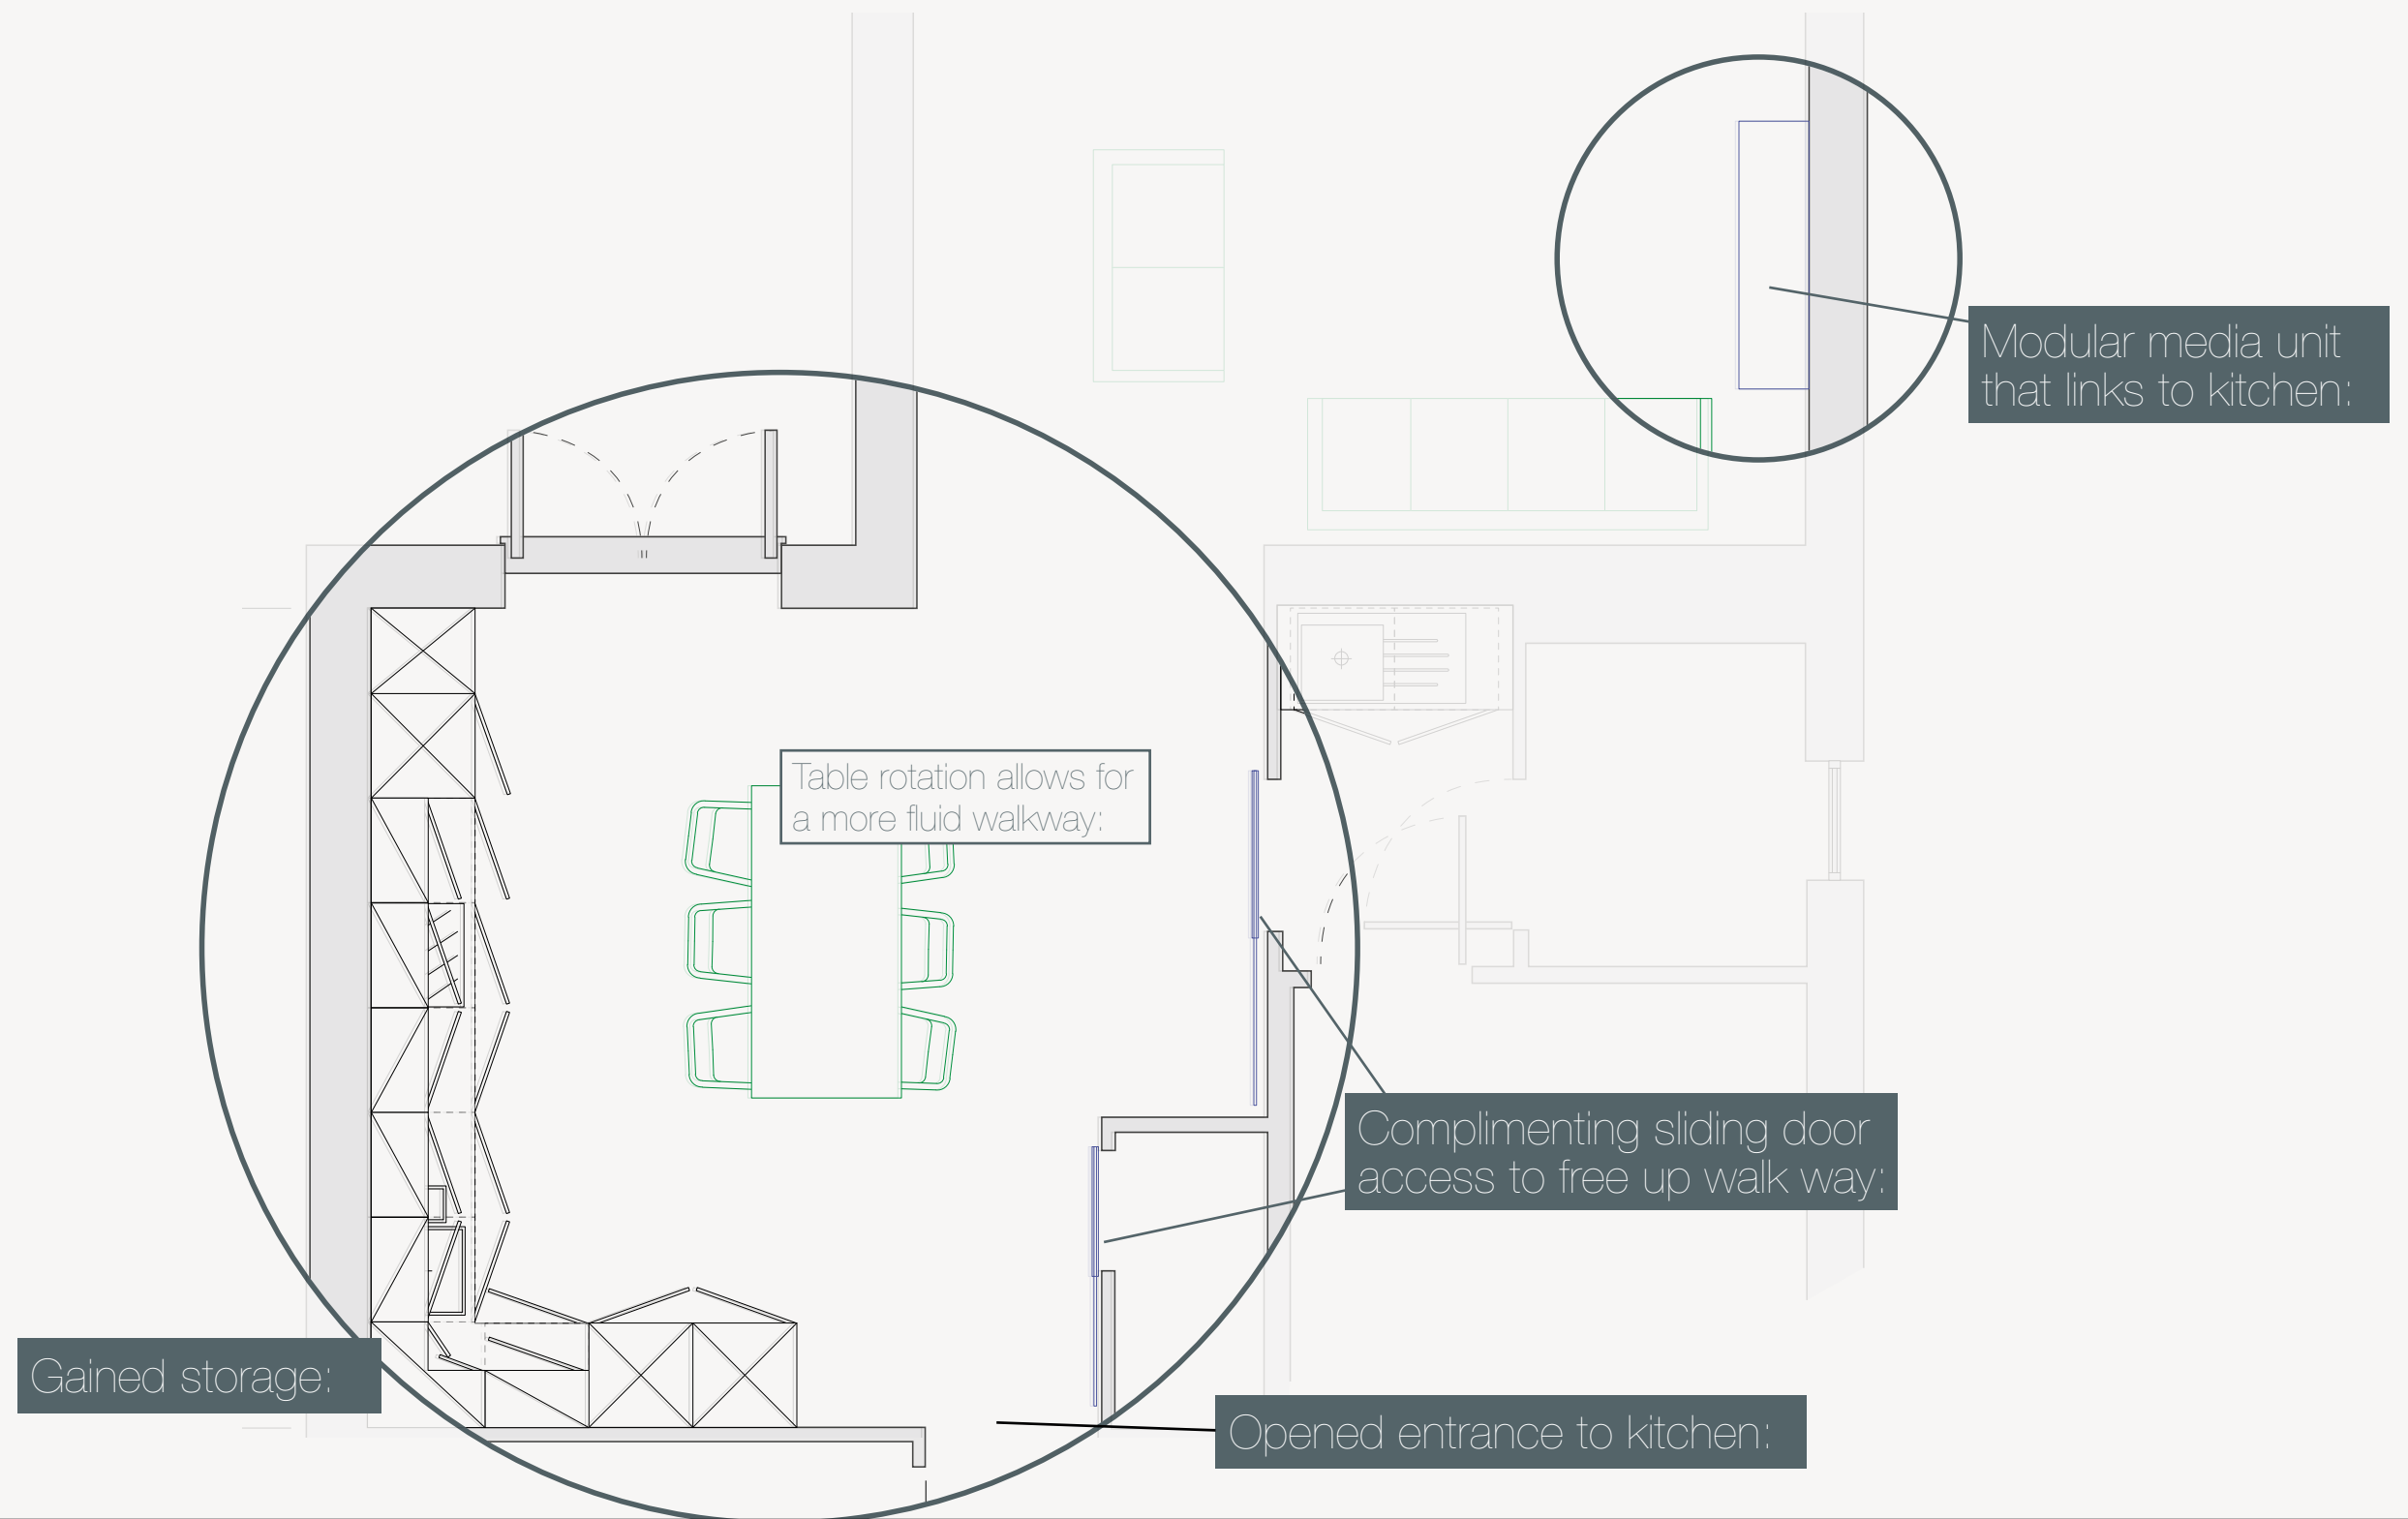 Modular media unit
that links to kitchen:
Table rotation allows for
a more fluid walkway:
Complimenting sliding door
access to free up walk way:
Gained storage:
Opened entrance to kitchen: